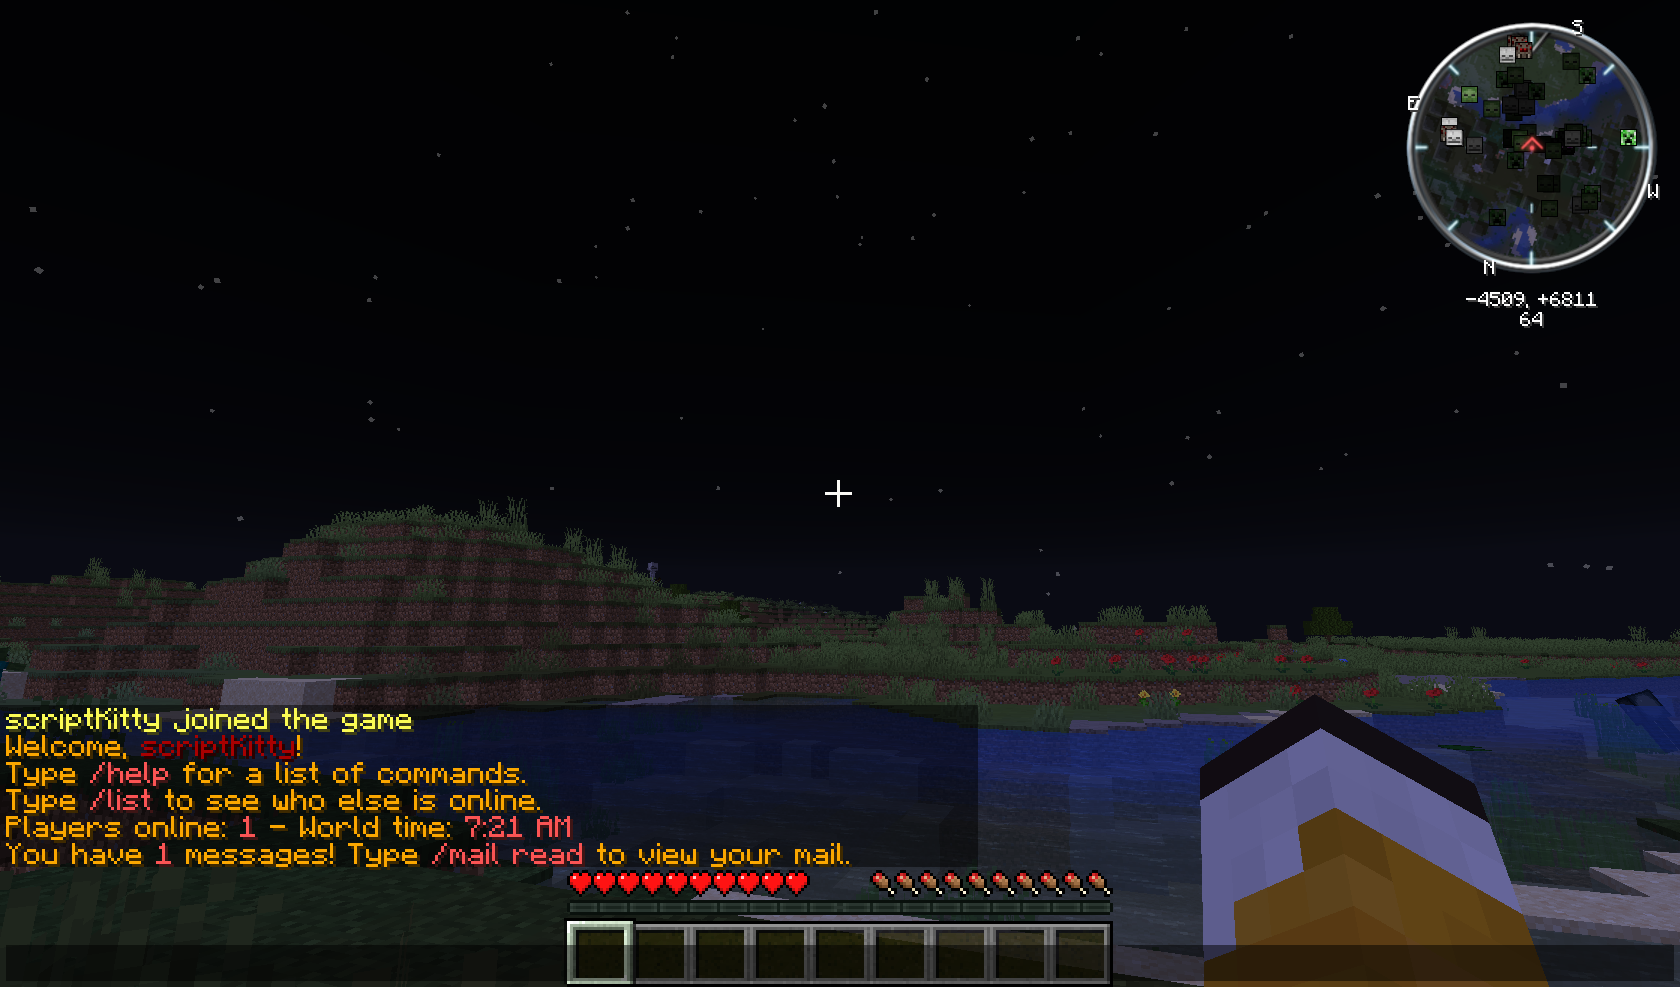 S
E
W
N
-4509, +6811
64
scriptKitty joined the game
Welcome, scriptKitty!
Type /help for a list of commands.
Type /list to see who else is online.
Players online: 1 - World time: 7:21 AM
You have 1 messages! Type /mail read to view your mail.